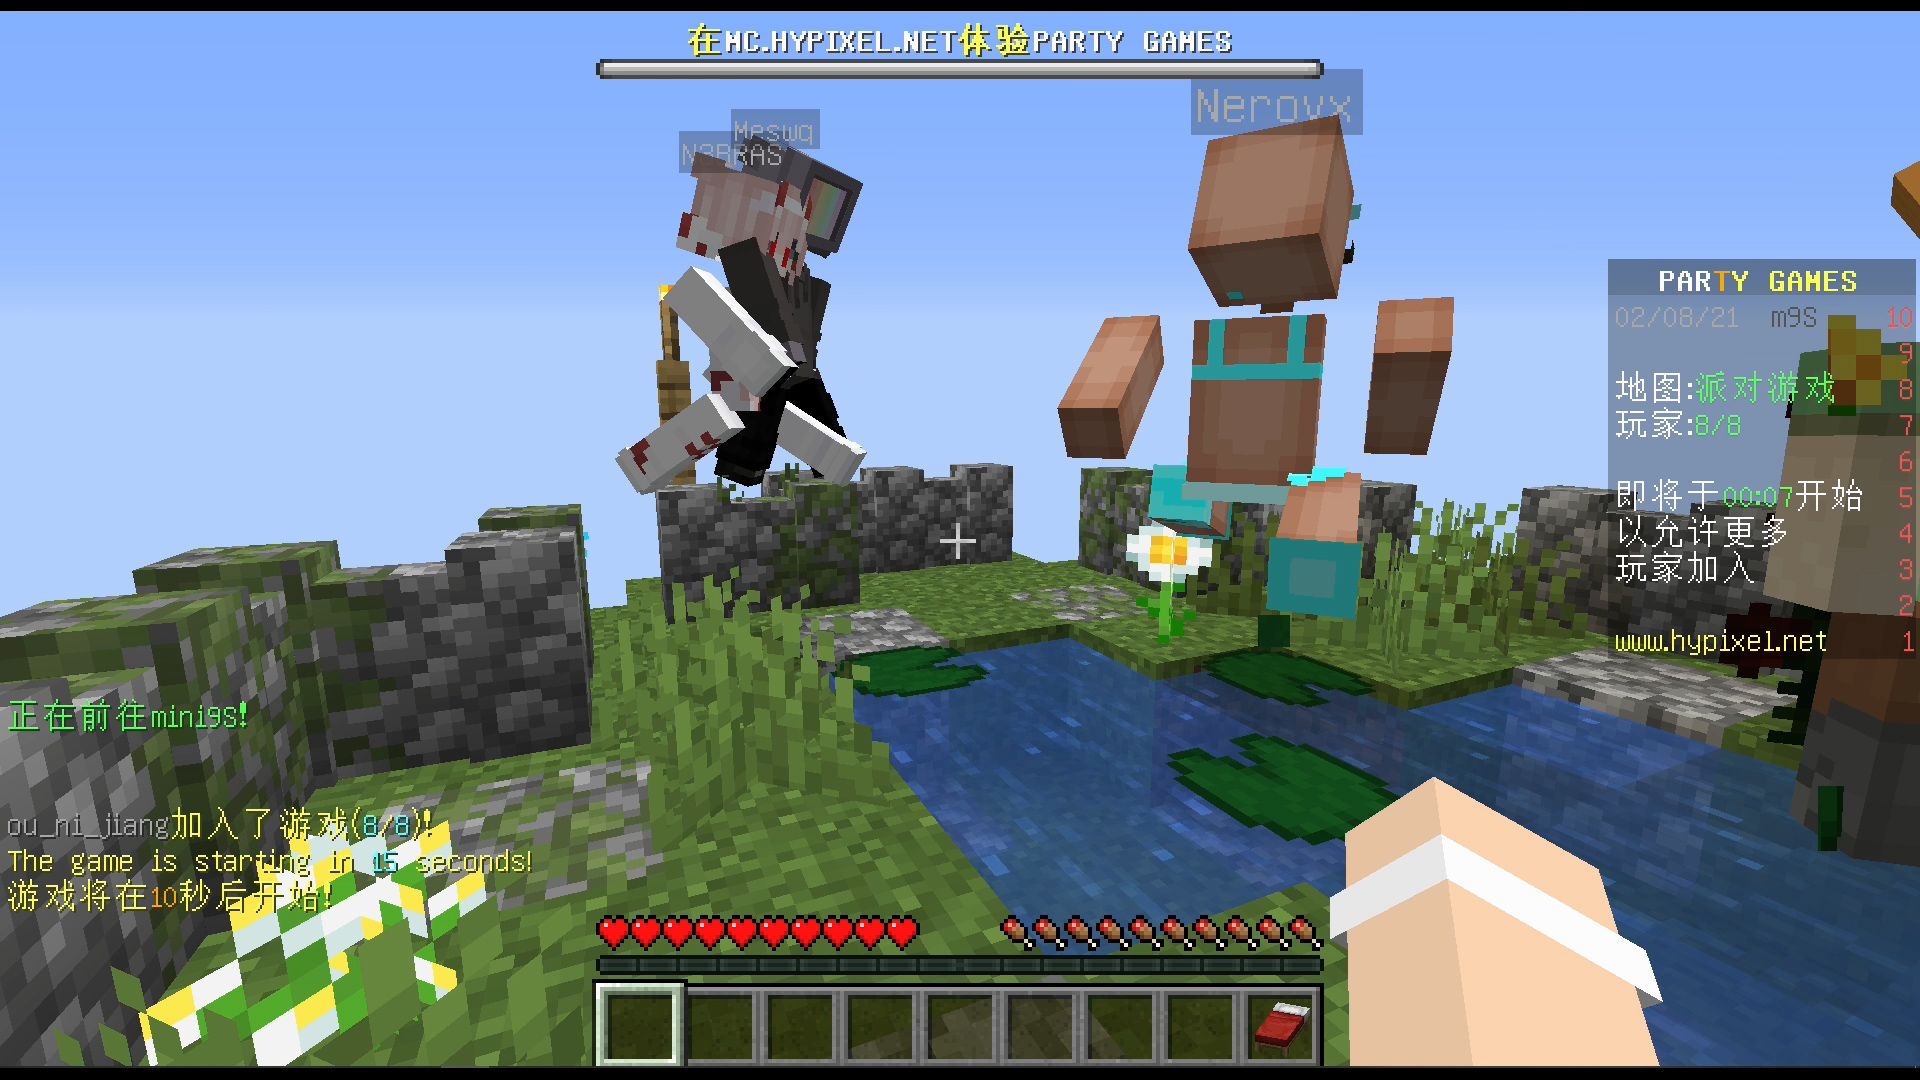 在MC.HYPIXEL.NET体验PARTY GAMES
Nerovx
Meswq
N3RRAS
PARTY GAMES
02/08/21 m9S 10
9
地图:派对游戏 8
玩家:8/8 7
6
即将于00:07开始 5
以允许更多 4
玩家加入 3
2
www.hypixel.net 1
正在前往mini9S!
ou_ni_jiang加入了游戏(8/8)!
The game is starting in 15 seconds!
游戏将在10秒后开始!